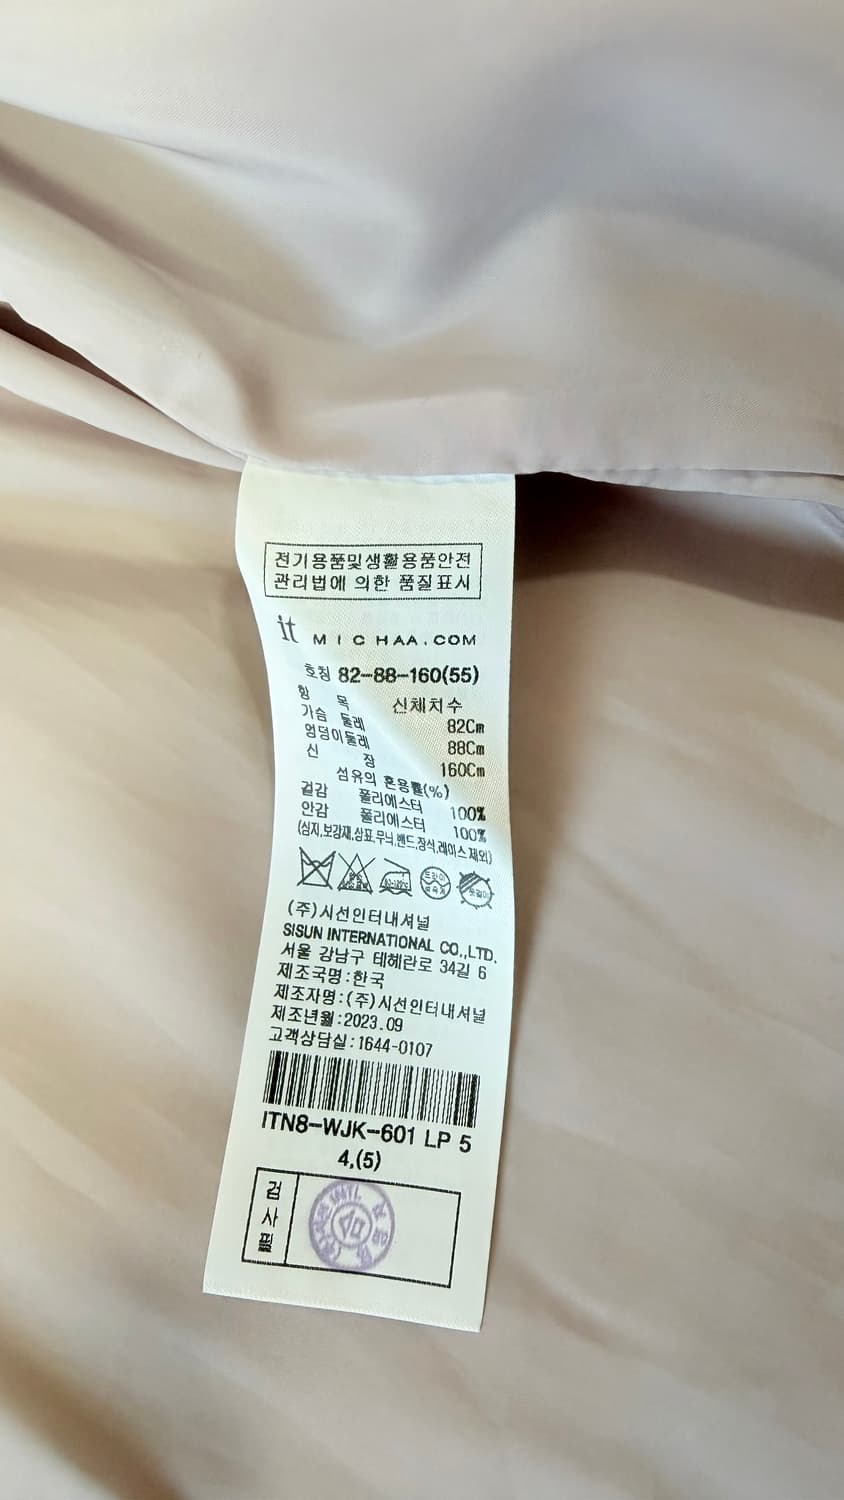 전기용품및생활용품안전
관리법에 의한 품질표시
it MICHAA.COM
호칭 82-88-160(55)
항 목 신체치수
가슴 둘레 82Cm
엉덩이둘레 88Cm
신 장 160Cm
섬유의 혼용률(%)
겉감 폴리에스터 100%
안감 폴리에스터 100%
(심지,보강재,상표,무늬,밴드,장식,레이스제외)
드라이
옷걸이
(주)시선인터내셔널
SISUN INTERNATIONAL CO.,LTD.
서울 강남구 테헤란로 34길 6
제조국명:한국
제조자명:(주)시선인터내셔널
제조년월:2023.09
고객상담실:1644-0107
ITN8-WJK-601 LP 5
4,(5)
검사필